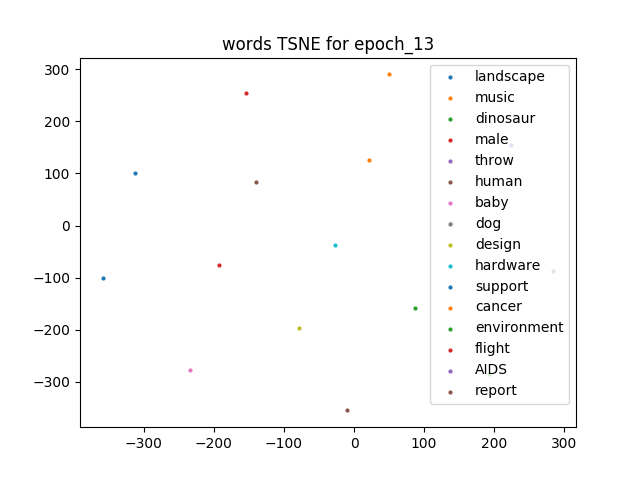 words TSNE for epoch_13
300
200
100
0
−100
−200
−300
−300
−200
−100
0
100
200
300
landscape
music
dinosaur
male
throw
human
baby
dog
design
hardware
support
cancer
environment
flight
AIDS
report